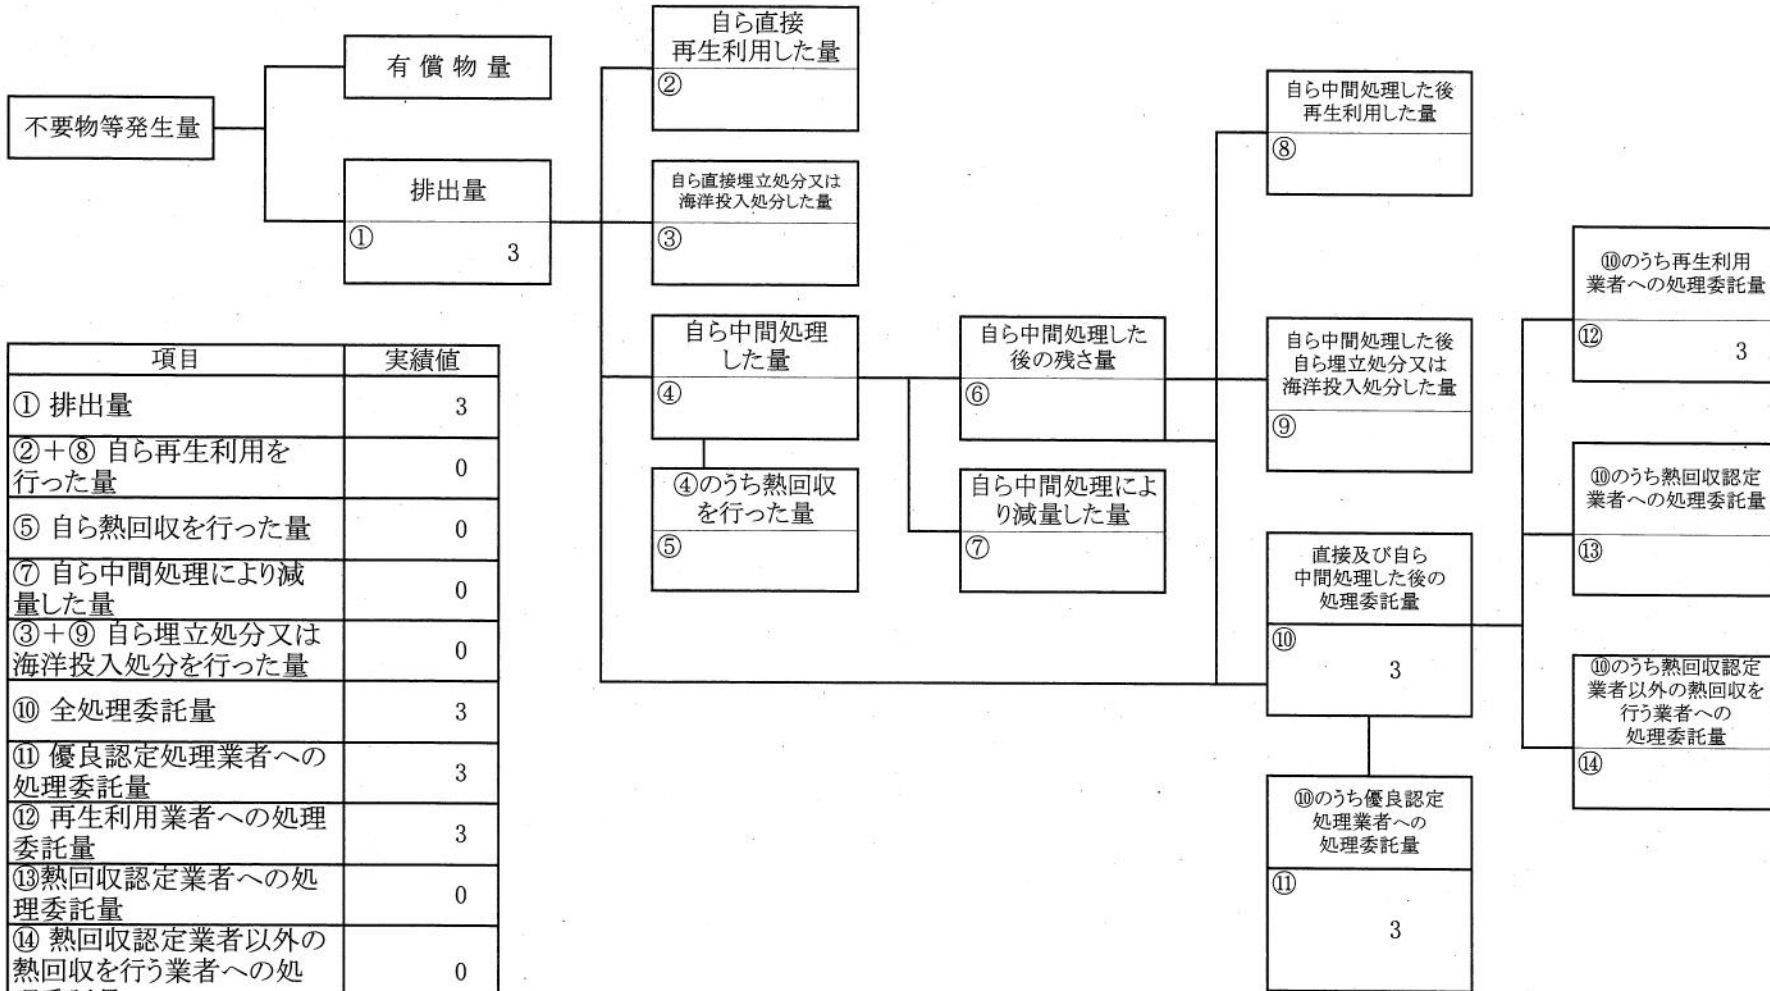 不要物等発生量
有償物量
排出量
①
3
自ら直接
再生利用した量
②
自ら直接埋立処分又は
海洋投入処分した量
③
自ら中間処理
した量
④
④のうち熱回収
を行った量
⑤
自ら中間処理した
後の残さ量
⑥
自ら中間処理によ
り減量した量
⑦
自ら中間処理した後
再生利用した量
⑧
自ら中間処理した後
自ら埋立処分又は
海洋投入処分した量
⑨
直接及び自ら
中間処理した後の
処理委託量
⑩
3
⑩のうち優良認定
処理業者への
処理委託量
⑪
3
⑩のうち再生利用
業者への処理委託量
⑫
3
⑩のうち熱回収認定
業者への処理委託量
⑬
⑩のうち熱回収認定
業者以外の熱回収を
行う業者への
処理委託量
⑭
項目 実績値
① 排出量 3
②+⑧ 自ら再生利用を
行った量 0
⑤ 自ら熱回収を行った量 0
⑦ 自ら中間処理により減
量した量 0
③+⑨ 自ら埋立処分又は
海洋投入処分を行った量 0
⑩ 全処理委託量 3
⑪ 優良認定処理業者への
処理委託量 3
⑫ 再生利用業者への処理
委託量 3
⑬熱回収認定業者への処
理委託量 0
⑭ 熱回収認定業者以外の
熱回収を行う業者への処 0